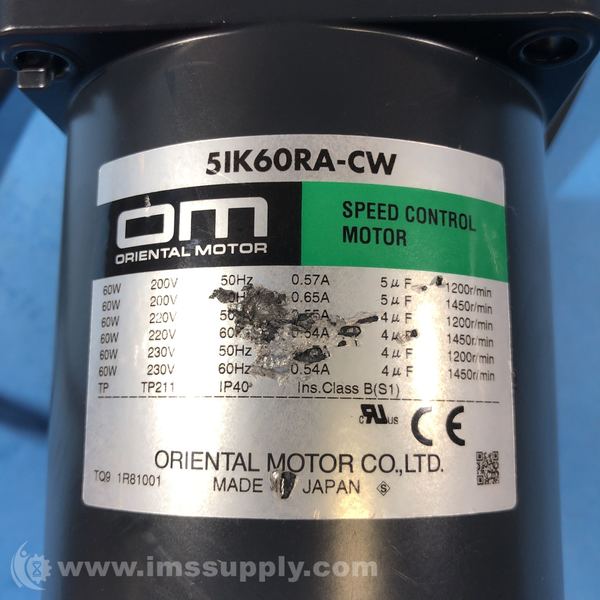 5IK60RA-CW
om
ORIENTAL MOTOR
SPEED CONTROL
MOTOR
60W 200V 50Hz 0.57A 5μF 1200r/min
60W 200V 0.65A 5μF 1450r/min
60W 220V 4μF 1200r/min
60W 220V 0.54A 4μF 1450r/min
60W 230V 50Hz 4μF 1200r/min
60W 230V 60Hz 0.54A 4μF 1450r/min
TP TP211 IP40 Ins.Class B(S1)
c us CE
ORIENTAL MOTOR CO.,LTD.
TQ9 1R81001 MADE JAPAN S
www.imssupply.com